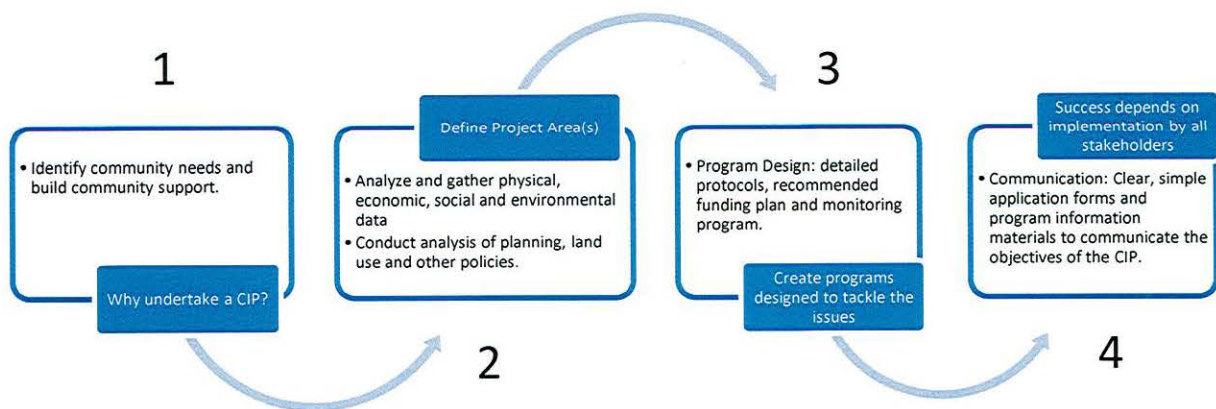 1
• Identify community needs and
build community support.
Why undertake a CIP?
Define Project Area(s)
• Analyze and gather physical,
economic, social and environmental
data
• Conduct analysis of planning, land
use and other policies.
2
3
• Program Design: detailed
protocols, recommended
funding plan and monitoring
program.
Create programs
designed to tackle the
issues
Success depends on
implementation by all
stakeholders
• Communication: Clear, simple
application forms and
program information
materials to communicate the
objectives of the CIP.
4